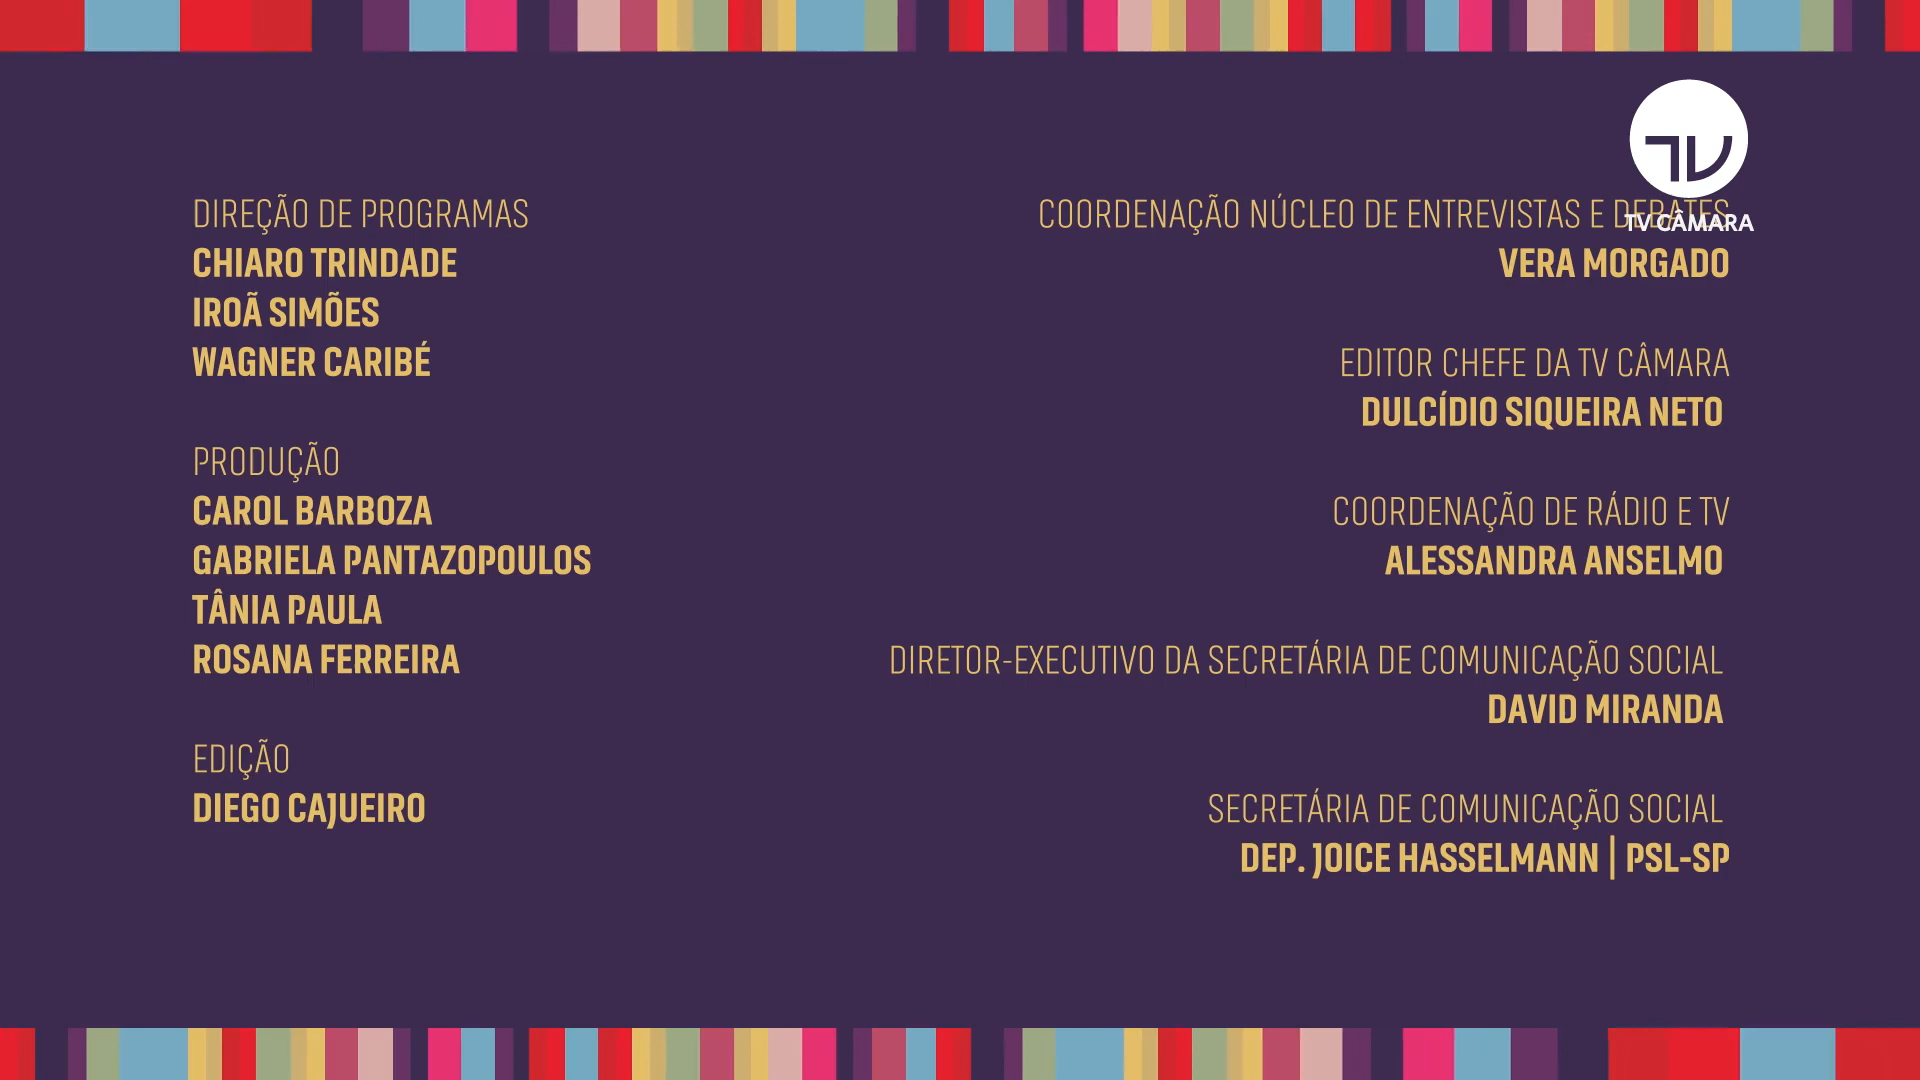 DIREÇÃO DE PROGRAMAS
CHIARO TRINDADE
IROÃ SIMÕES
WAGNER CARIBÉ
PRODUÇÃO
CAROL BARBOZA
GABRIELA PANTAZOPOULOS
TÂNIA PAULA
ROSANA FERREIRA
EDIÇÃO
DIEGO CAJUEIRO
TV
TV CÂMARA
COORDENAÇÃO NÚCLEO DE ENTREVISTAS E DEBATES
VERA MORGADO
EDITOR CHEFE DA TV CÂMARA
DULCÍDIO SIQUEIRA NETO
COORDENAÇÃO DE RÁDIO E TV
ALESSANDRA ANSELMO
DIRETOR-EXECUTIVO DA SECRETÁRIA DE COMUNICAÇÃO SOCIAL
DAVID MIRANDA
SECRETÁRIA DE COMUNICAÇÃO SOCIAL
DEP. JOICE HASSELMANN | PSL-SP